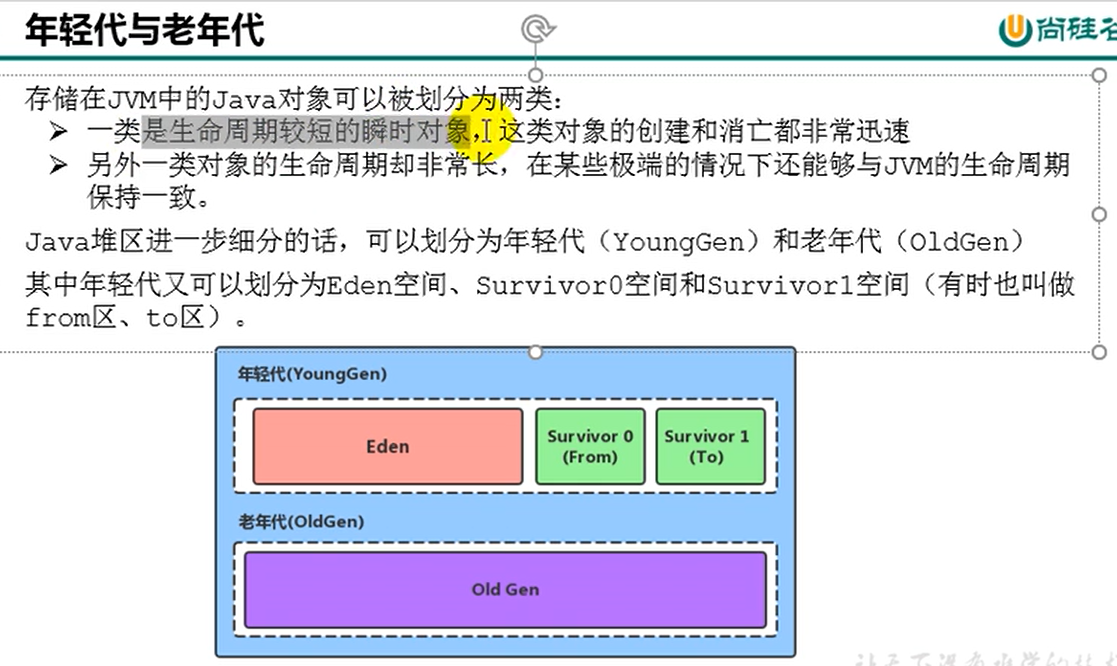 年轻代与老年代
尚硅谷
存储在JVM中的Java对象可以被划分为两类：
➢ 一类是生命周期较短的瞬时对象，这类对象的创建和消亡都非常迅速
➢ 另外一类对象的生命周期却非常长，在某些极端的情况下还能够与JVM的生命周期
保持一致。
Java堆区进一步细分的话，可以划分为年轻代（YoungGen）和老年代（OldGen）
其中年轻代又可以划分为Eden空间、Survivor0空间和Survivor1空间（有时也叫做
from区、to区）。
年轻代(YoungGen)
Eden
Survivor 0
(From)
Survivor 1
(To)
老年代(OldGen)
Old Gen